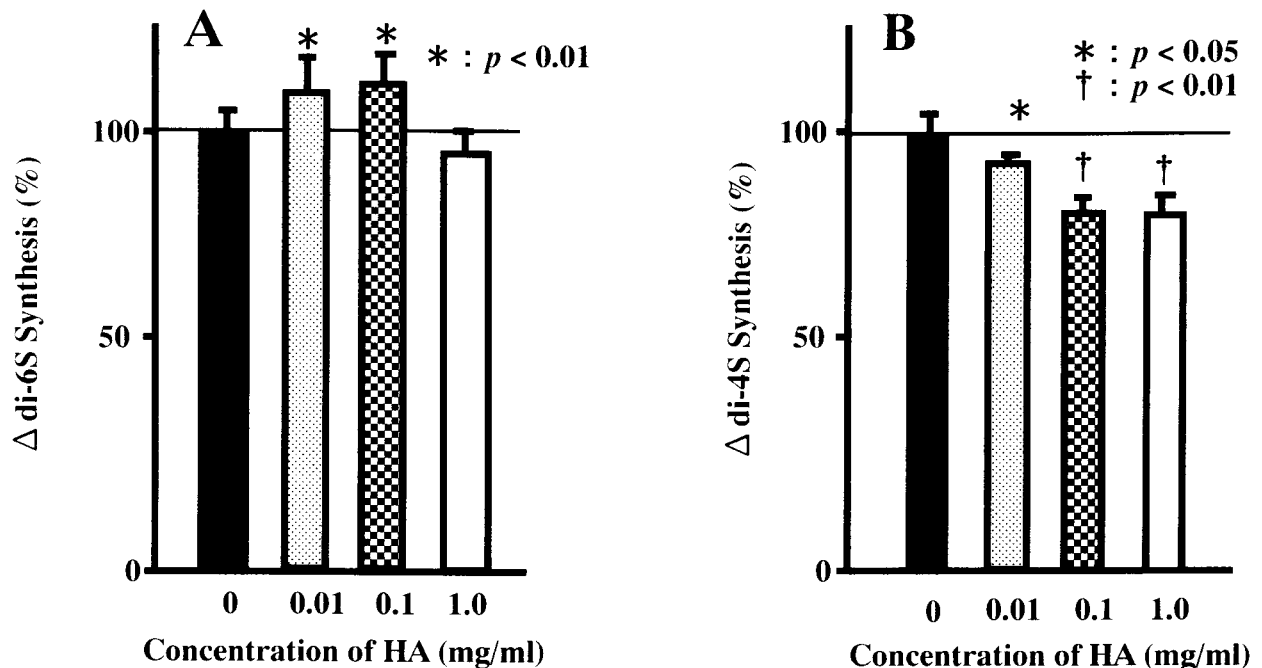 A
* : p < 0.01
*
*
100
50
0
△ di-6S Synthesis (%)
0 0.01 0.1 1.0
Concentration of HA (mg/ml)
B
* : p < 0.05
† : p < 0.01
*
†
†
100
50
0
△ di-4S Synthesis (%)
0 0.01 0.1 1.0
Concentration of HA (mg/ml)